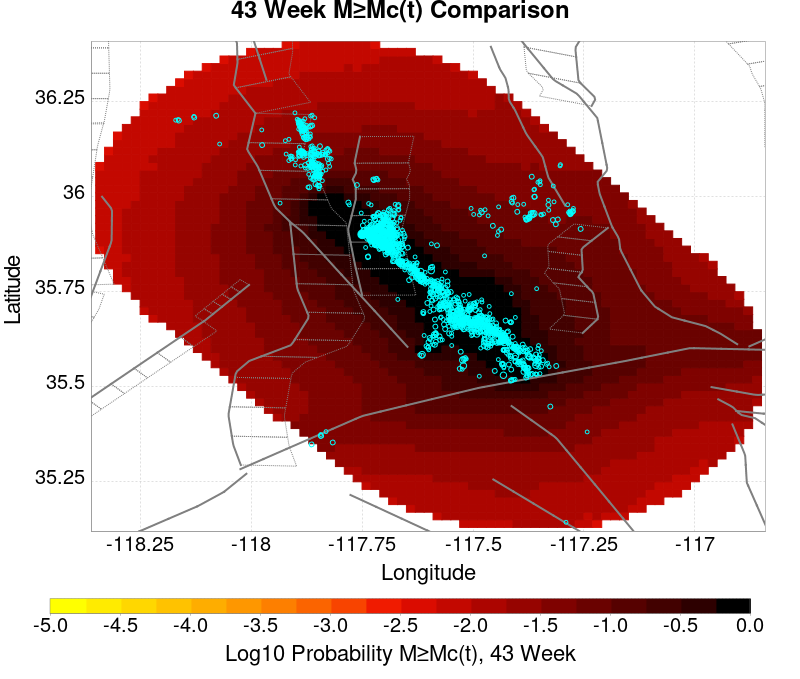 43 Week M≥Mc(t) Comparison
36.25
36
35.75
35.5
35.25
Latitude
-118.25 -118 -117.75 -117.5 -117.25 -117
Longitude
-5.0 -4.5 -4.0 -3.5 -3.0 -2.5 -2.0 -1.5 -1.0 -0.5 0.0
Log10 Probability M≥Mc(t), 43 Week